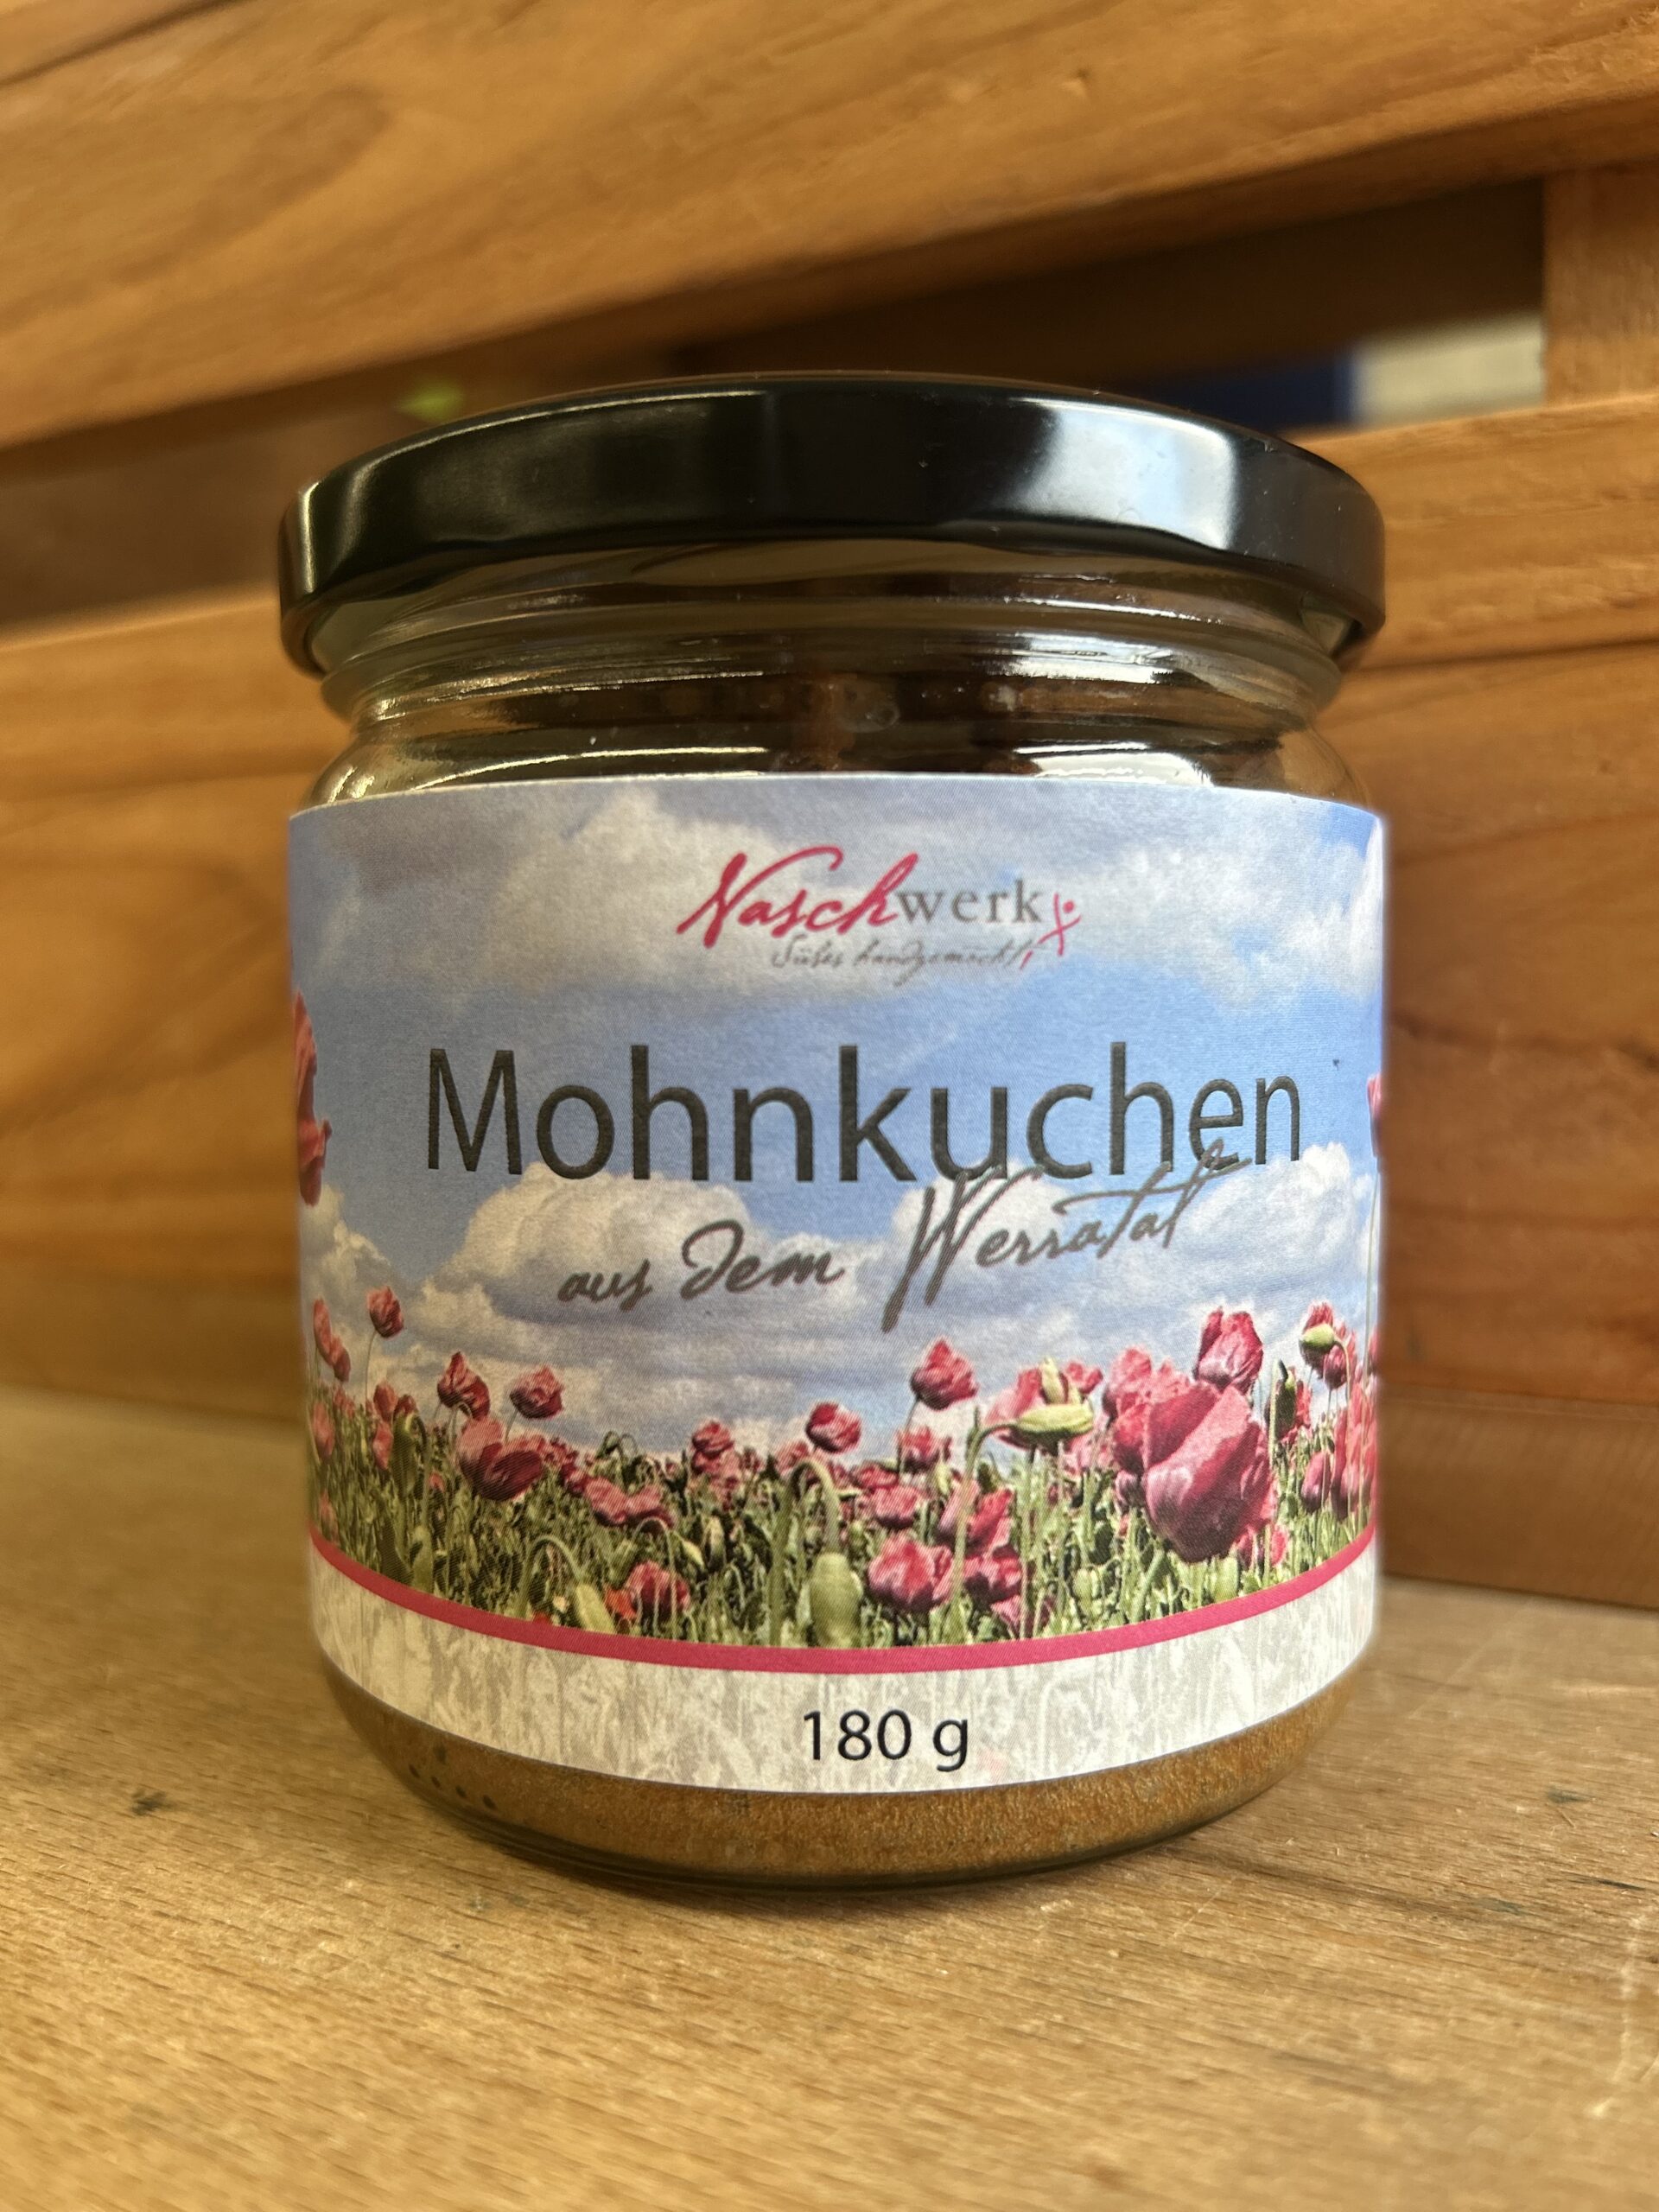 Naschwerk
Süßes handgemacht!
Mohnkuchen
aus dem Werratal
180 g